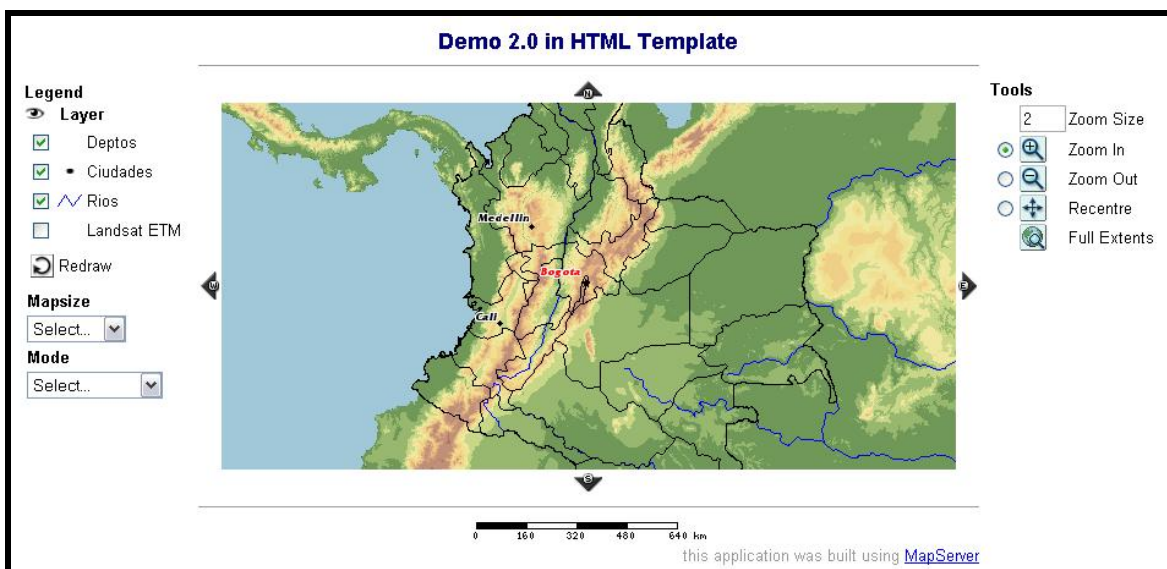 Demo 2.0 in HTML Template
Legend
Layer
Deptos
Ciudades
Rios
Landsat ETM
Redraw
Mapsize
Select...
Mode
Select...
N
W
Medellin
Bogota
Cali
E
S
Tools
2 Zoom Size
Zoom In
Zoom Out
Recentre
Full Extents
0 160 320 480 640 km
this application was built using MapServer